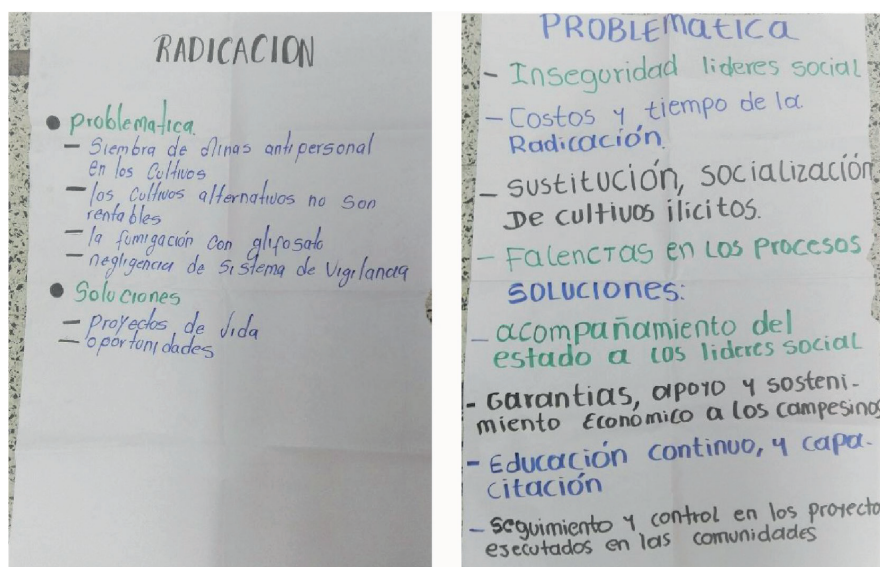 RADICACION
● problematica.
- Siembra de Minas antipersonal
en los Cultivos
- los Cultivos alternativos no son
rentables
- la fumigación con glifosato
- negligencia de Sistema de Vigilancia
● Soluciones
- proyectos de vida
- oportunidades
PROBLEMATICA
- Inseguridad lideres social
- Costos y tiempo de la
Radicación.
- sustitución, socialización
De cultivos ilicitos.
- Falencias en los procesos
SOLUCIONES:
- acompañamiento del
estado a los lideres social
- Garantias, apoyo y sosteni-
miento Económico a los campesinos
- Educación continuo, y capa-
citación
- seguimiento y control en los proyecto
esecutados en las comunidades